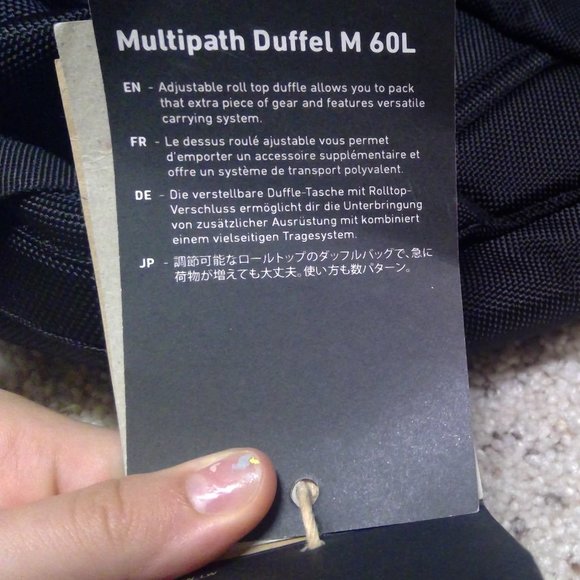 Multipath Duffel M 60L
EN - Adjustable roll top duffle allows you to pack
that extra piece of gear and features versatile
carrying system.
FR - Le dessus roulé ajustable vous permet
d'emporter un accessoire supplémentaire et
offre un système de transport polyvalent.
DE - Die verstellbare Duffle-Tasche mit Rolltop-
Verschluss ermöglicht dir die Unterbringung
von zusätzlicher Ausrüstung mit kombiniert
einem vielseitigen Tragesystem.
JP - 調節可能なロールトップのダッフルバッグで、急に
荷物が増えても大丈夫。使い方も数パターン。